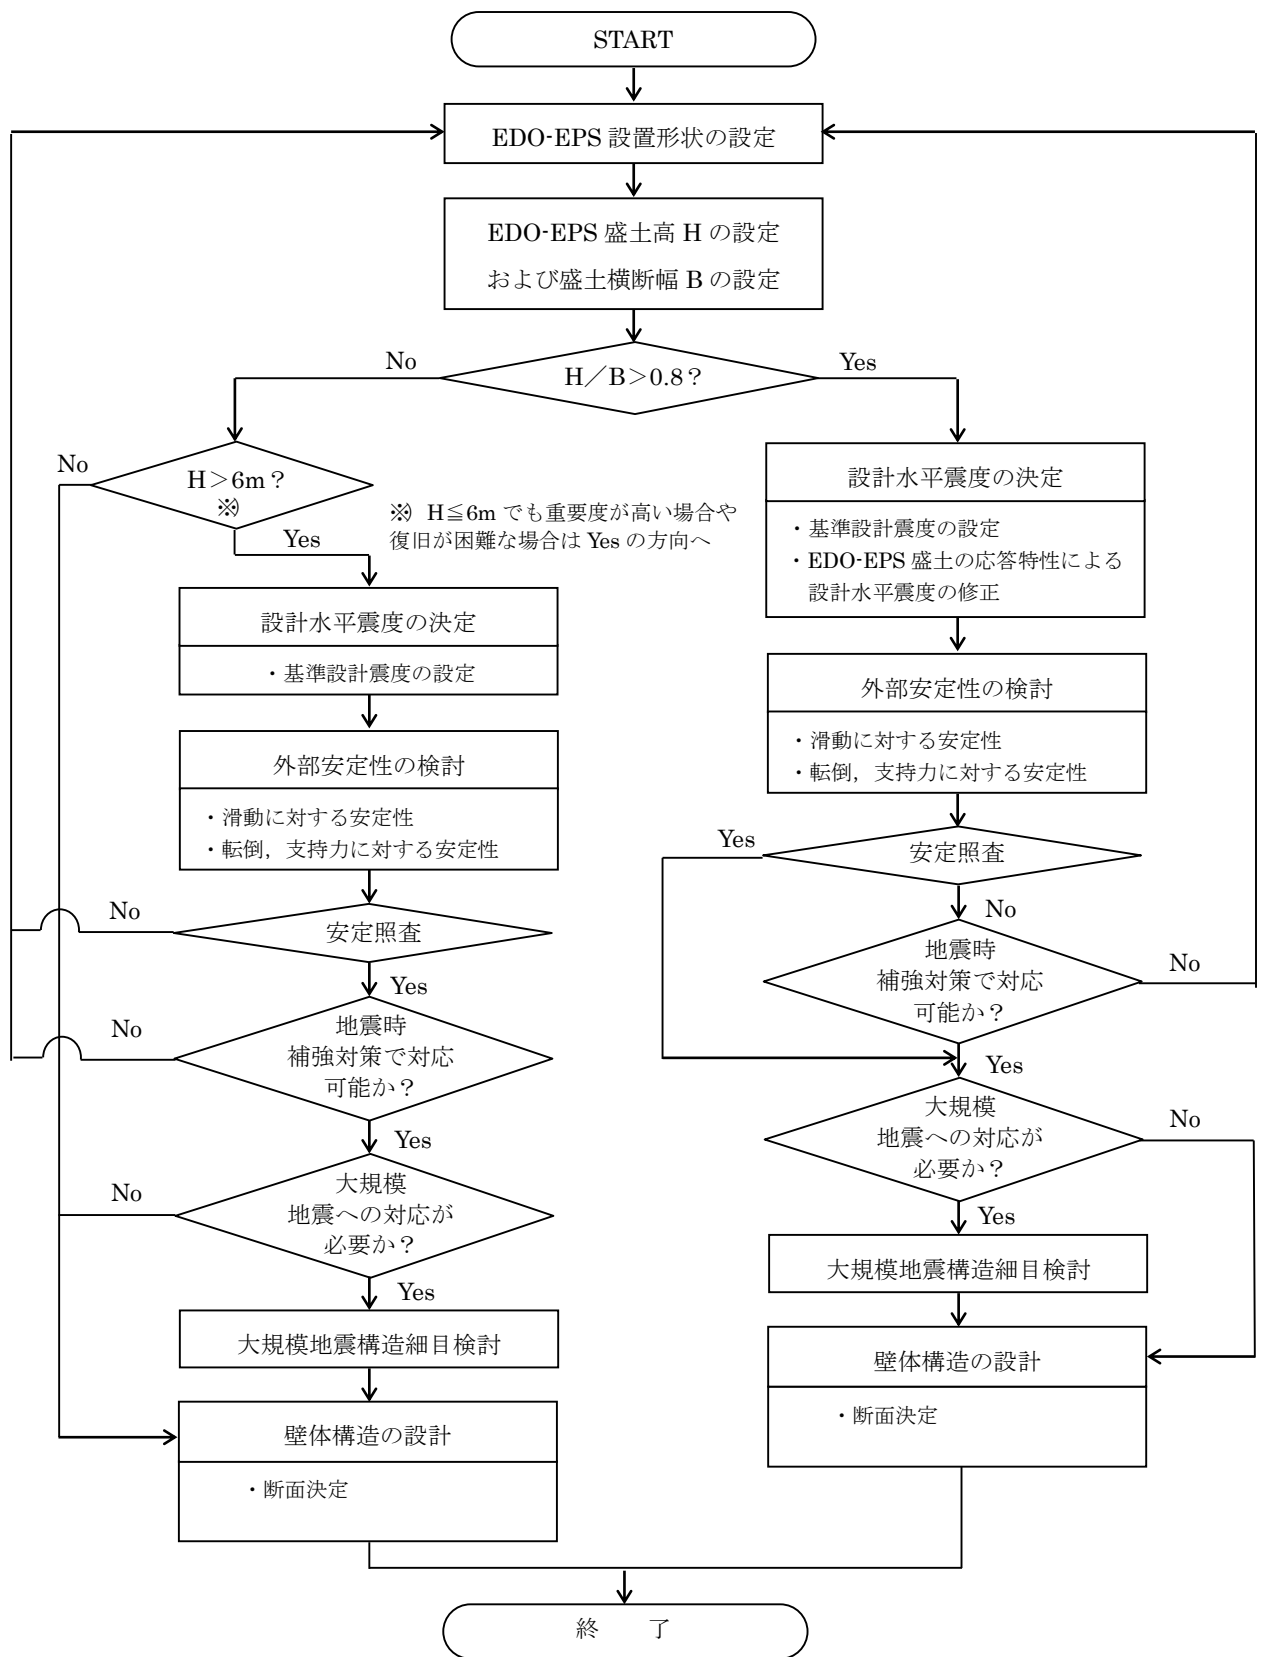 START
EDO-EPS 設置形状の設定
EDO-EPS 盛土高 H の設定
および盛土横断幅 B の設定
H／B＞0.8？
No
Yes
H＞6m？
※)
No
Yes
※) H≦6m でも重要度が高い場合や
復旧が困難な場合は Yes の方向へ
設計水平震度の決定
・基準設計震度の設定
外部安定性の検討
・滑動に対する安定性
・転倒，支持力に対する安定性
安定照査
No
Yes
地震時
補強対策で対応
可能か？
No
Yes
大規模
地震への対応が
必要か？
No
Yes
大規模地震構造細目検討
壁体構造の設計
・断面決定
設計水平震度の決定
・基準設計震度の設定
・EDO-EPS 盛土の応答特性による
設計水平震度の修正
外部安定性の検討
・滑動に対する安定性
・転倒，支持力に対する安定性
安定照査
Yes
No
地震時
補強対策で対応
可能か？
No
Yes
大規模
地震への対応が
必要か？
No
Yes
大規模地震構造細目検討
壁体構造の設計
・断面決定
終　　了